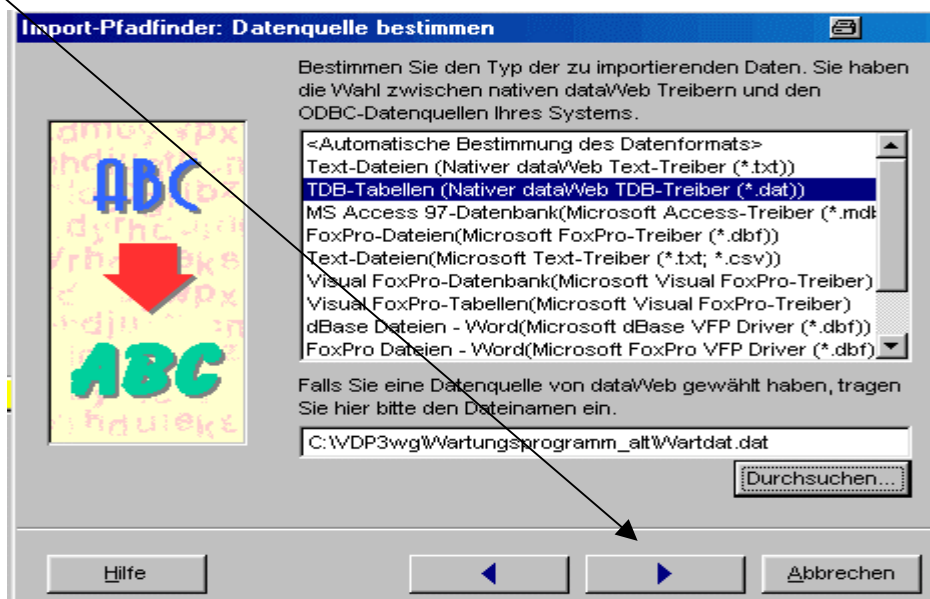 Import-Pfadfinder: Datenquelle bestimmen
Bestimmen Sie den Typ der zu importierenden Daten. Sie haben
die Wahl zwischen nativen dataWeb Treibern und den
ODBC-Datenquellen Ihres Systems.
ABC
ABC
<Automatische Bestimmung des Datenformats>
Text-Dateien (Nativer dataWeb Text-Treiber (*.txt))
TDB-Tabellen (Nativer dataWeb TDB-Treiber (*.dat))
MS Access 97-Datenbank(Microsoft Access-Treiber (*.mdb
FoxPro-Dateien(Microsoft FoxPro-Treiber (*.dbf))
Text-Dateien(Microsoft Text-Treiber (*.txt; *.csv))
Visual FoxPro-Datenbank(Microsoft Visual FoxPro-Treiber)
Visual FoxPro-Tabellen(Microsoft Visual FoxPro-Treiber)
dBase Dateien - Word(Microsoft dBase VFP Driver (*.dbf))
FoxPro Dateien - Word(Microsoft FoxPro VFP Driver (*.dbf)
Falls Sie eine Datenquelle von dataWeb gewählt haben, tragen
Sie hier bitte den Dateinamen ein.
C:\VDP3wg\Wartungsprogramm_alt\Wartdat.dat
Durchsuchen...
Hilfe
Abbrechen